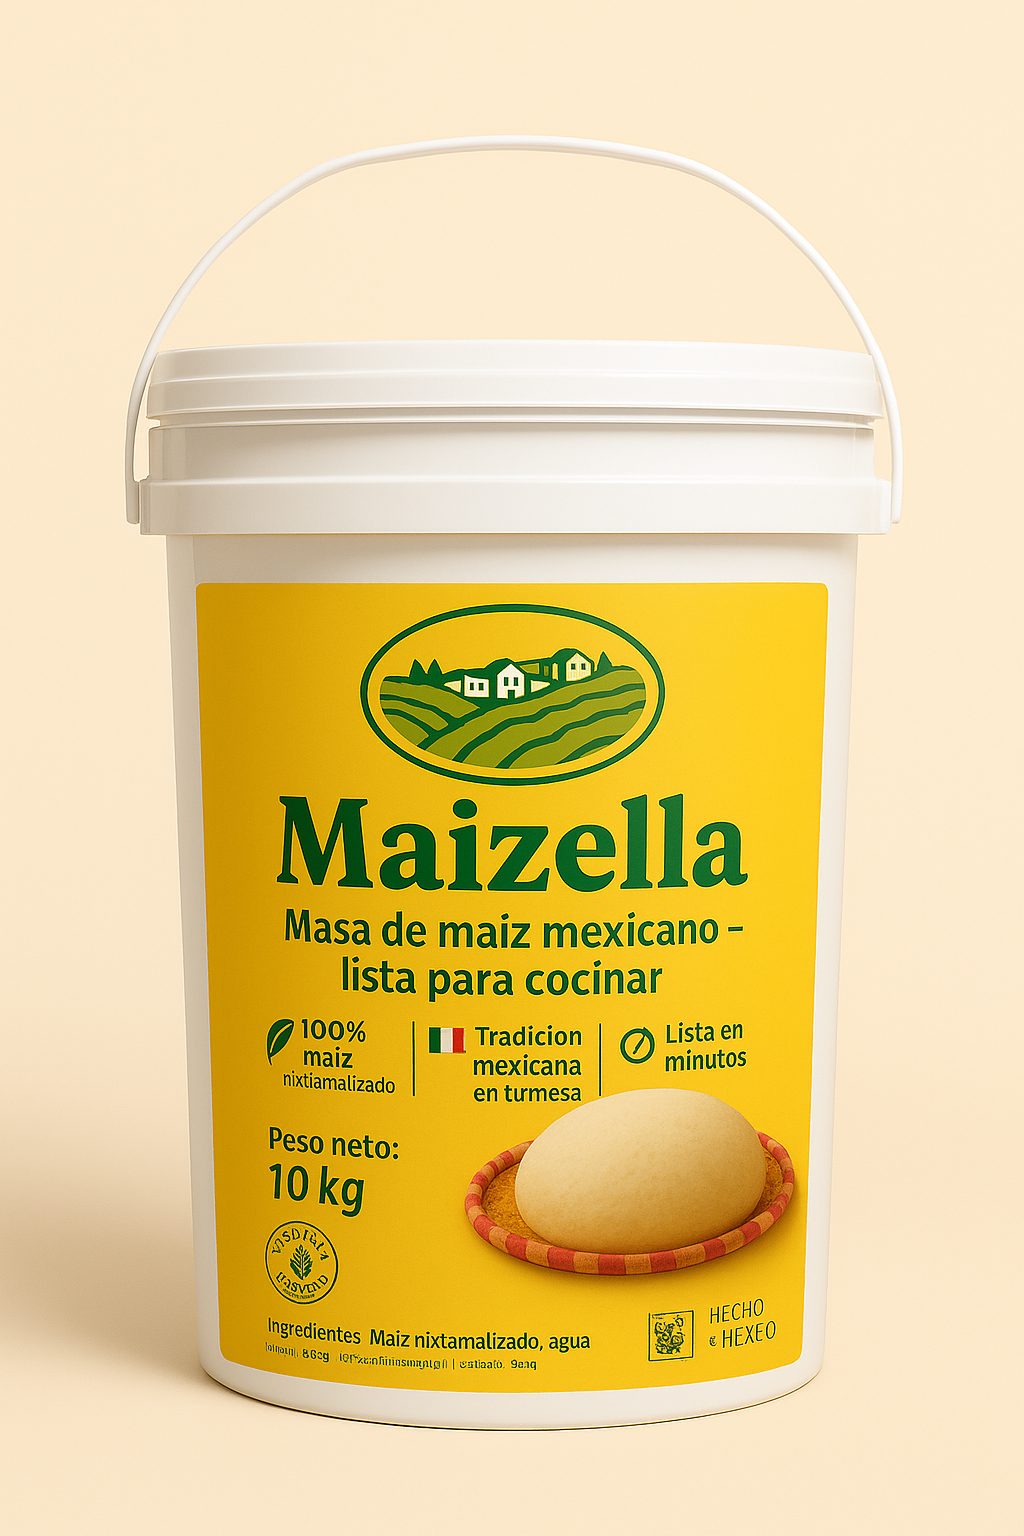 Maizella
Masa de maiz mexicano –
lista para cocinar
100%
maiz
nixtiamalizado
Tradicion
mexicana
en tumesa
Lista en
minutos
Peso neto:
10 kg
Ingredientes Maiz nixtamalizado, agua
HECHO
HEXEO